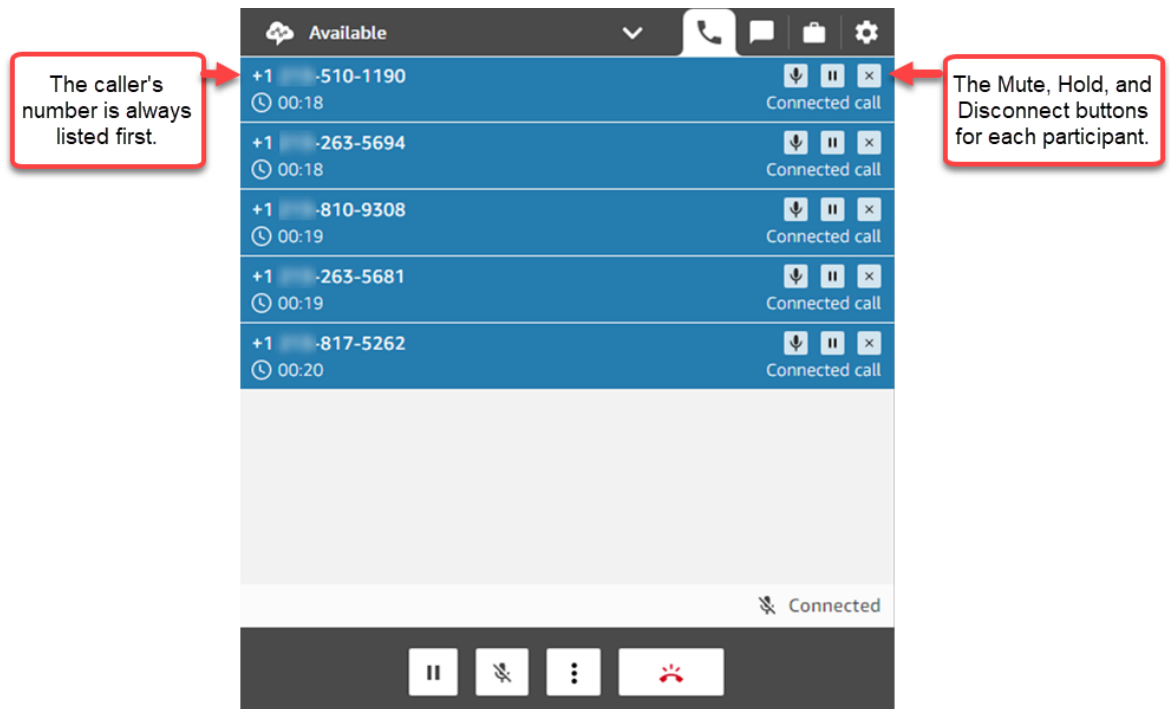 Available
The caller's
number is always
listed first.
+1 -510-1190
00:18
Connected call
The Mute, Hold, and
Disconnect buttons
for each participant.
+1 -263-5694
00:18
Connected call
+1 -810-9308
00:19
Connected call
+1 -263-5681
00:19
Connected call
+1 -817-5262
00:20
Connected call
Connected